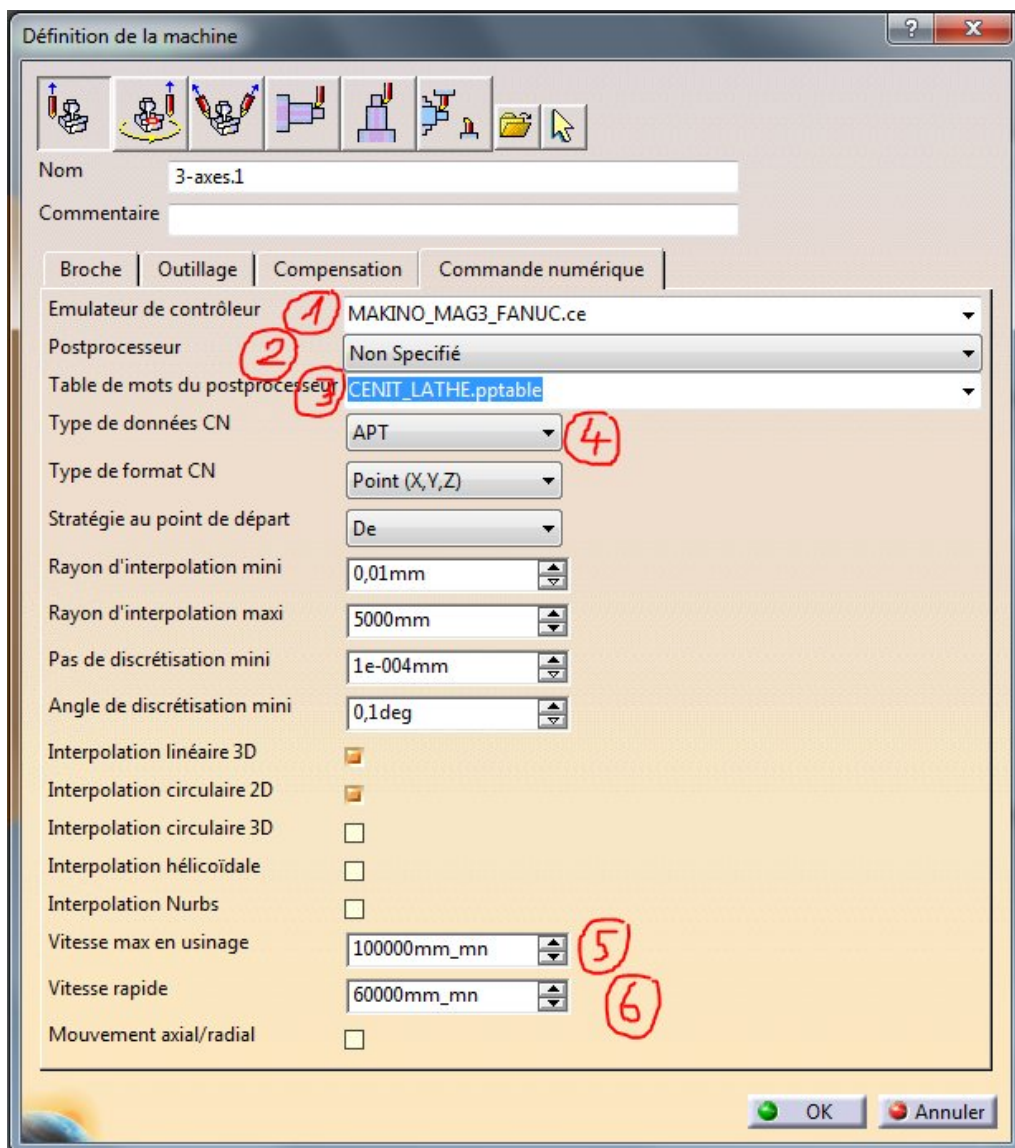 Définition de la machine
Nom 3-axes.1
Commentaire
Broche Outillage Compensation Commande numérique
Emulateur de contrôleur 1 MAKINO_MAG3_FANUC.ce
Postprocesseur 2 Non Specifié
Table de mots du postprocesseur 3 CENIT_LATHE.pptable
Type de données CN APT 4
Type de format CN Point (X,Y,Z)
Stratégie au point de départ De
Rayon d'interpolation mini 0,01mm
Rayon d'interpolation maxi 5000mm
Pas de discrétisation mini 1e-004mm
Angle de discrétisation mini 0,1deg
Interpolation linéaire 3D
Interpolation circulaire 2D
Interpolation circulaire 3D
Interpolation hélicoïdale
Interpolation Nurbs
Vitesse max en usinage 100000mm_mn 5
Vitesse rapide 60000mm_mn 6
Mouvement axial/radial
OK Annuler